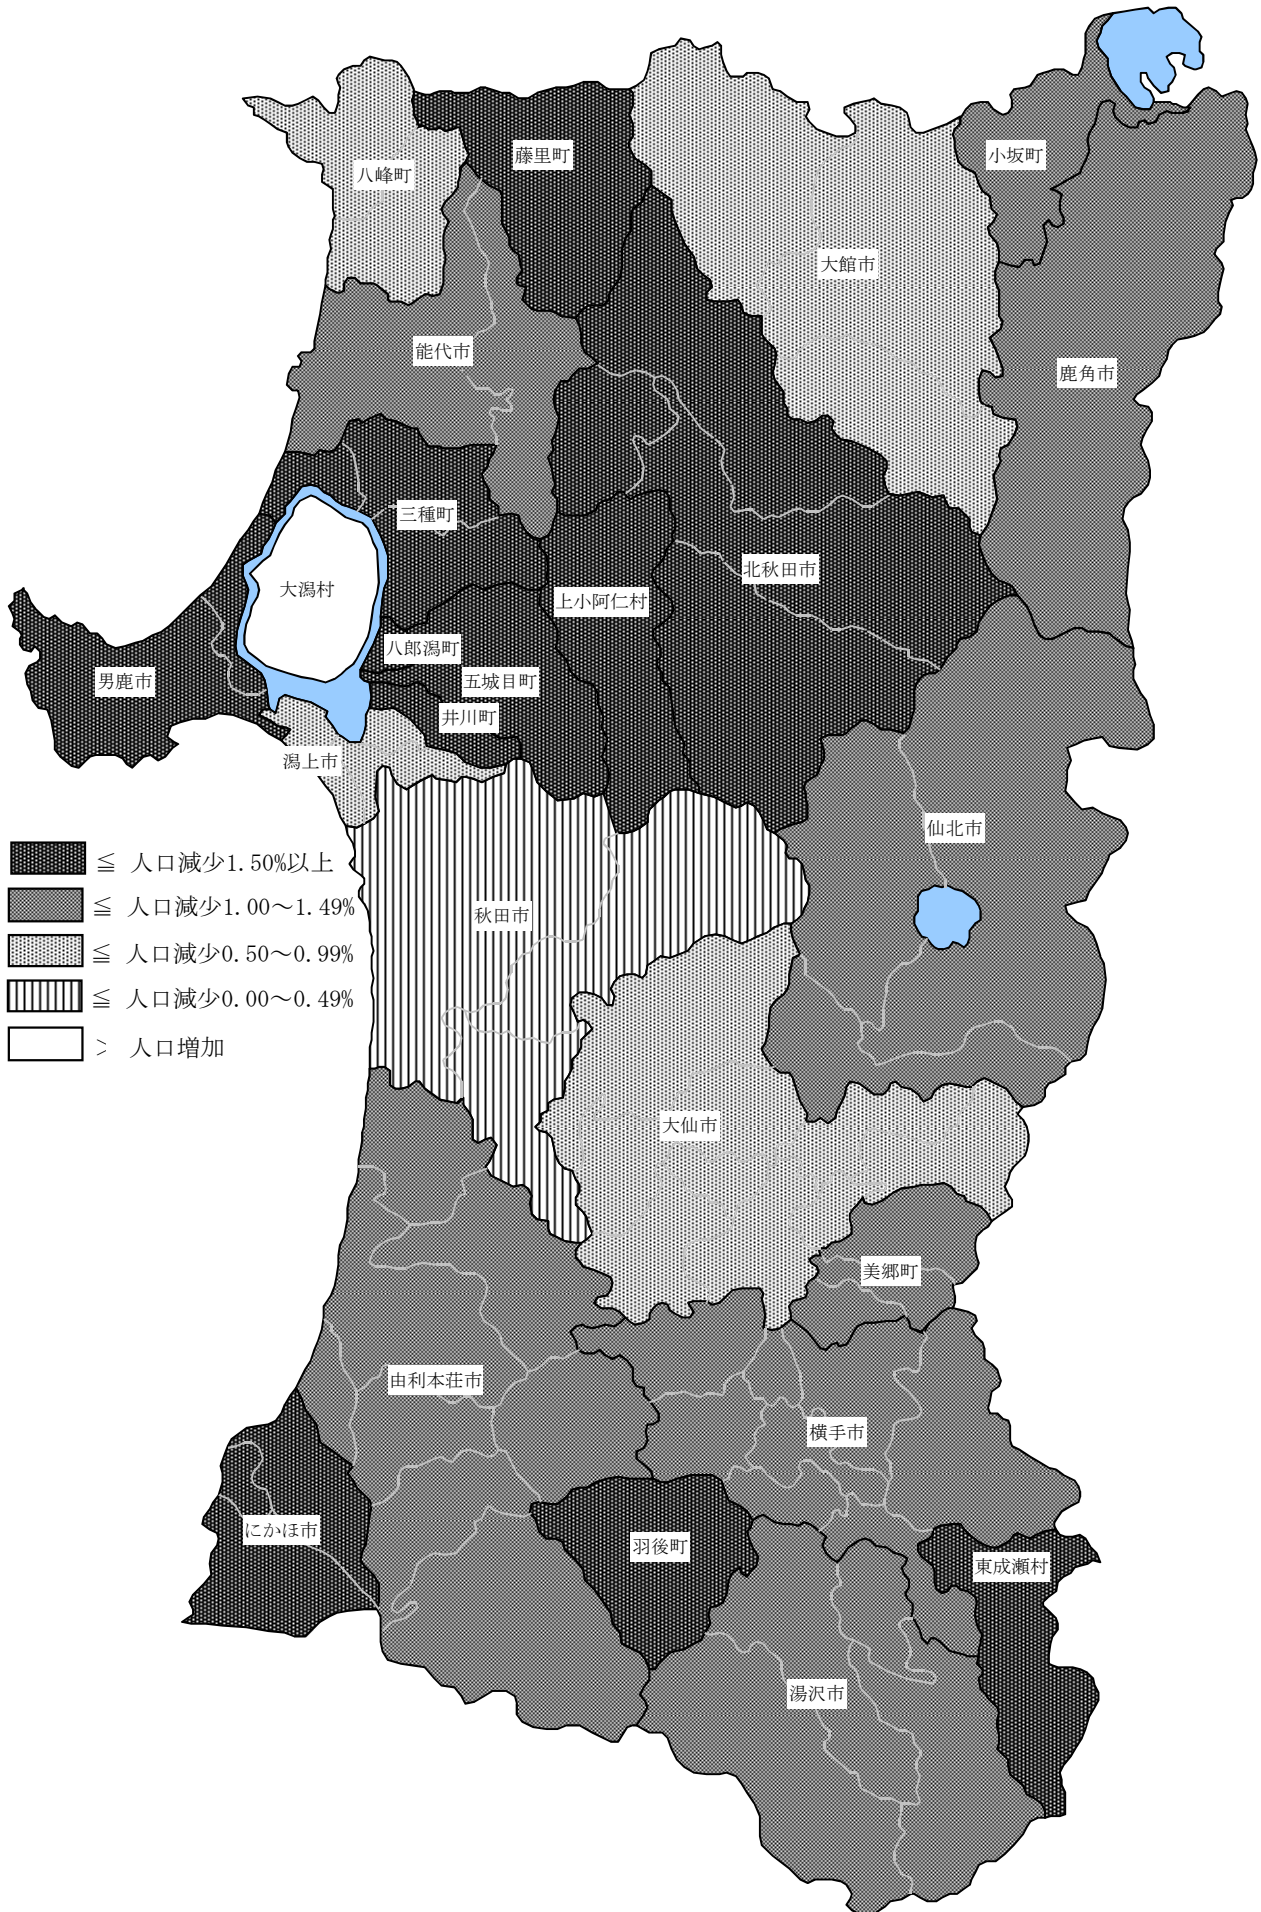 藤里町
小坂町
八峰町
大館市
能代市
鹿角市
三種町
北秋田市
大潟村
上小阿仁村
八郎潟町
男鹿市
五城目町
井川町
潟上市
仙北市
≦ 人口減少1.50%以上
≦ 人口減少1.00～1.49%
秋田市
≦ 人口減少0.50～0.99%
≦ 人口減少0.00～0.49%
＞ 人口増加
大仙市
美郷町
由利本荘市
横手市
にかほ市
羽後町
東成瀬村
湯沢市